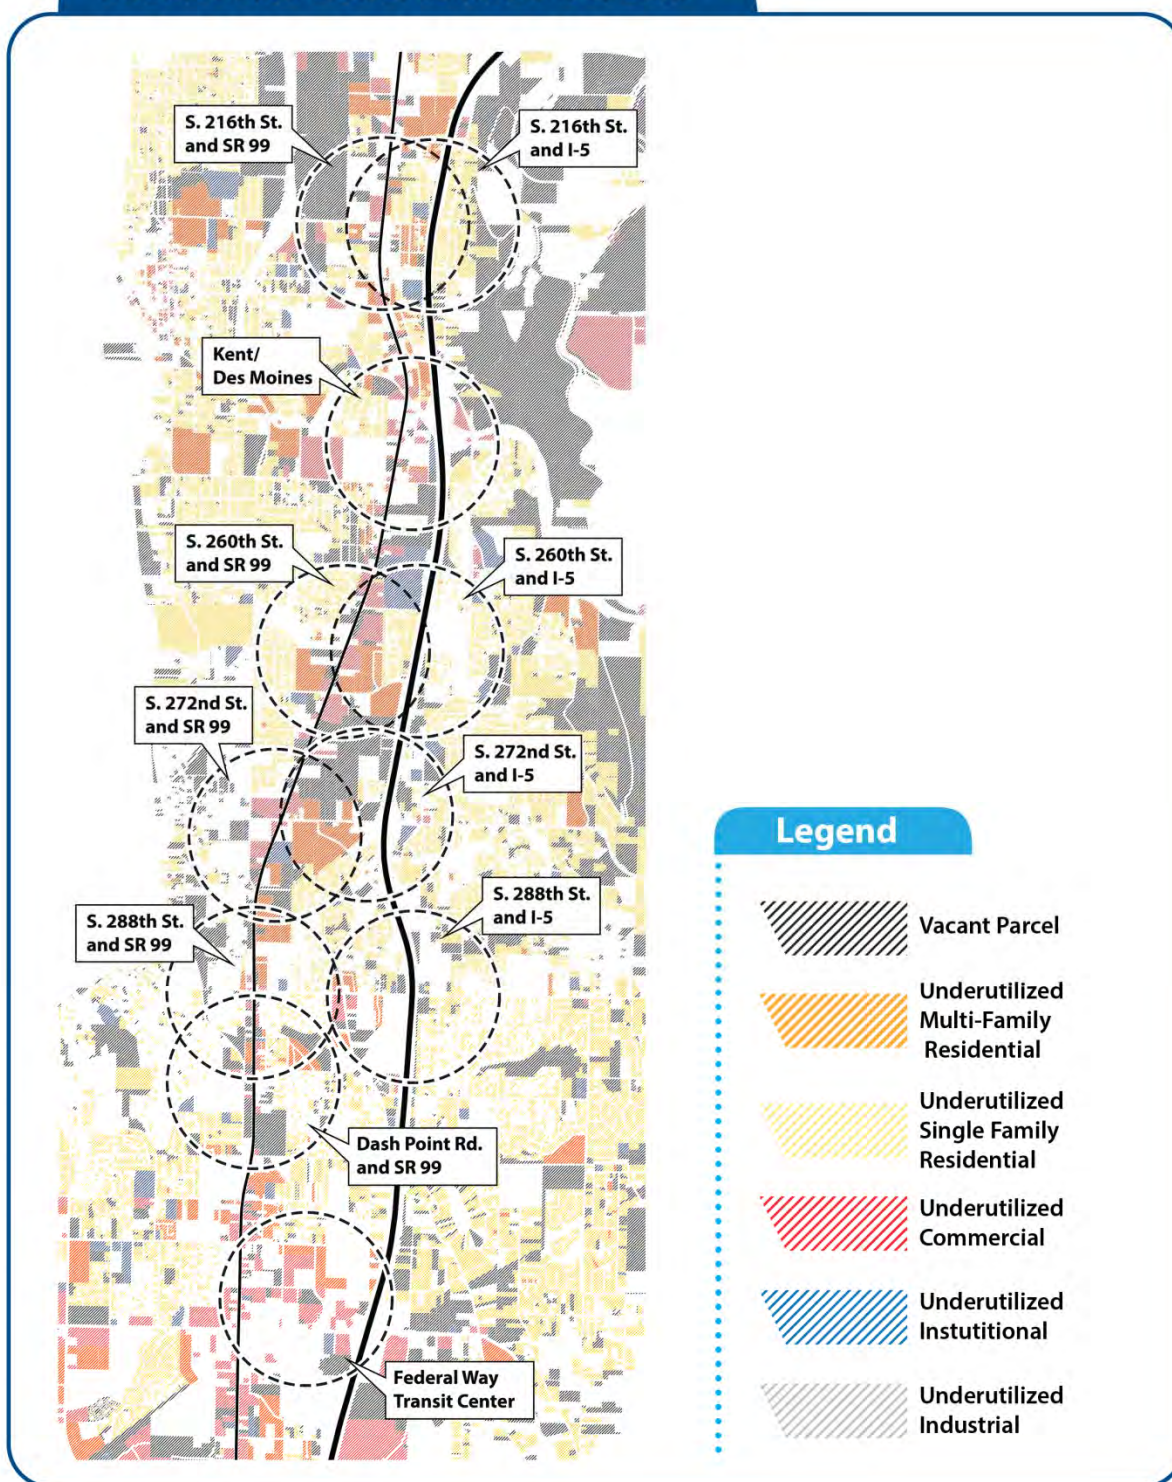 S. 216th St.
and SR 99
S. 216th St.
and I-5
Kent/
Des Moines
S. 260th St.
and SR 99
S. 260th St.
and I-5
S. 272nd St.
and SR 99
S. 272nd St.
and I-5
S. 288th St.
and SR 99
S. 288th St.
and I-5
Dash Point Rd.
and SR 99
Federal Way
Transit Center
Legend
Vacant Parcel
Underutilized
Multi-Family
Residential
Underutilized
Single Family
Residential
Underutilized
Commercial
Underutilized
Instutitional
Underutilized
Industrial